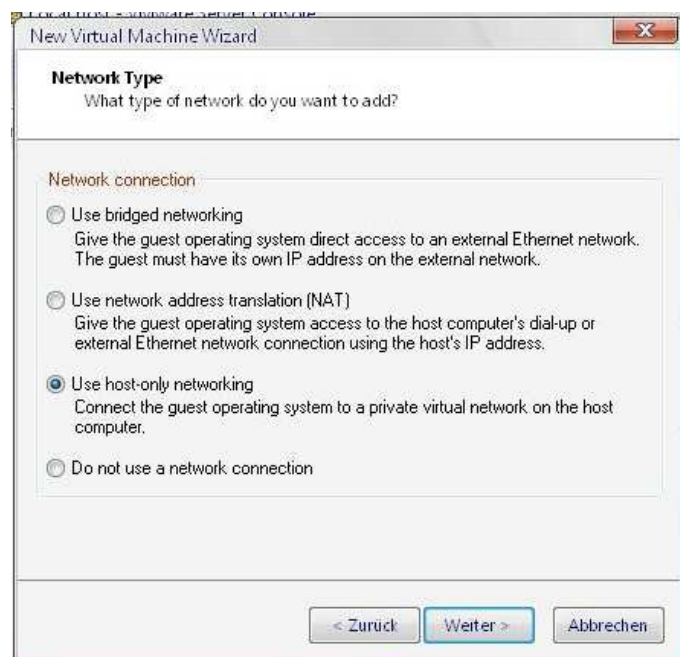 Local host - VMware Server Console
New Virtual Machine Wizard
X
Network Type
What type of network do you want to add?
Network connection
Use bridged networking
Give the guest operating system direct access to an external Ethernet network.
The guest must have its own IP address on the external network.
Use network address translation (NAT)
Give the guest operating system access to the host computer's dial-up or
external Ethernet network connection using the host's IP address.
Use host-only networking
Connect the guest operating system to a private virtual network on the host
computer.
Do not use a network connection
< Zurück
Weiter >
Abbrechen